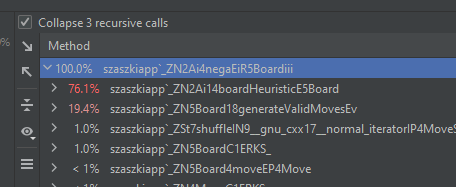 Collapse 3 recursive calls
Method
100.0% szaszkiapp`_ZN2Ai4negaEiR5Boardiii
76.1% szaszkiapp`_ZN2Ai14boardHeuristicE5Board
19.4% szaszkiapp`_ZN5Board18generateValidMovesEv
1.0% szaszkiapp`_ZSt7shuffleIN9__gnu_cxx17__normal_iteratorIP4MoveS
1.0% szaszkiapp`_ZN5BoardC1ERKS_
< 1% szaszkiapp`_ZN5Board4moveEP4Move